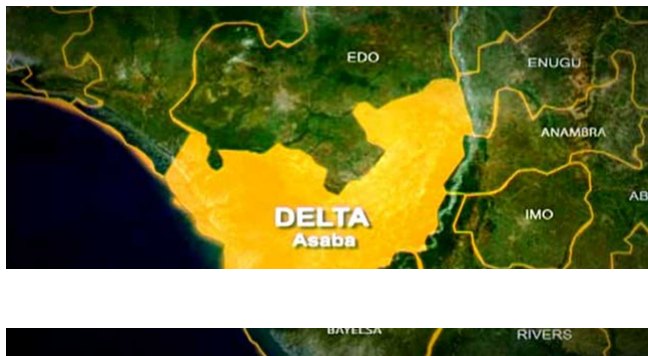 EDO
ENUGU
ANAMBRA
AB
DELTA
IMO
Asaba
BAYELSA
RIVERS